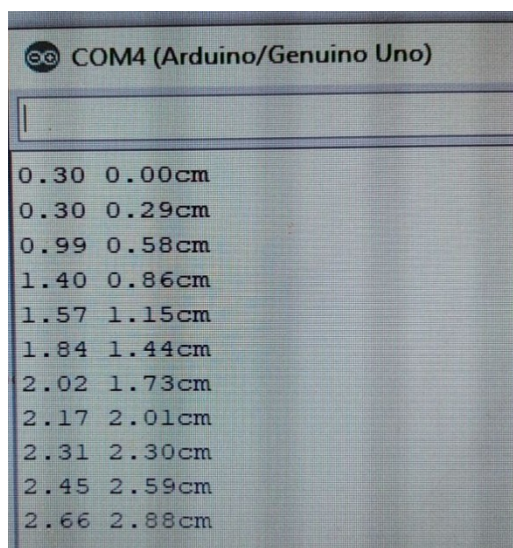 COM4 (Arduino/Genuino Uno)
0.30 0.00cm
0.30 0.29cm
0.99 0.58cm
1.40 0.86cm
1.57 1.15cm
1.84 1.44cm
2.02 1.73cm
2.17 2.01cm
2.31 2.30cm
2.45 2.59cm
2.66 2.88cm